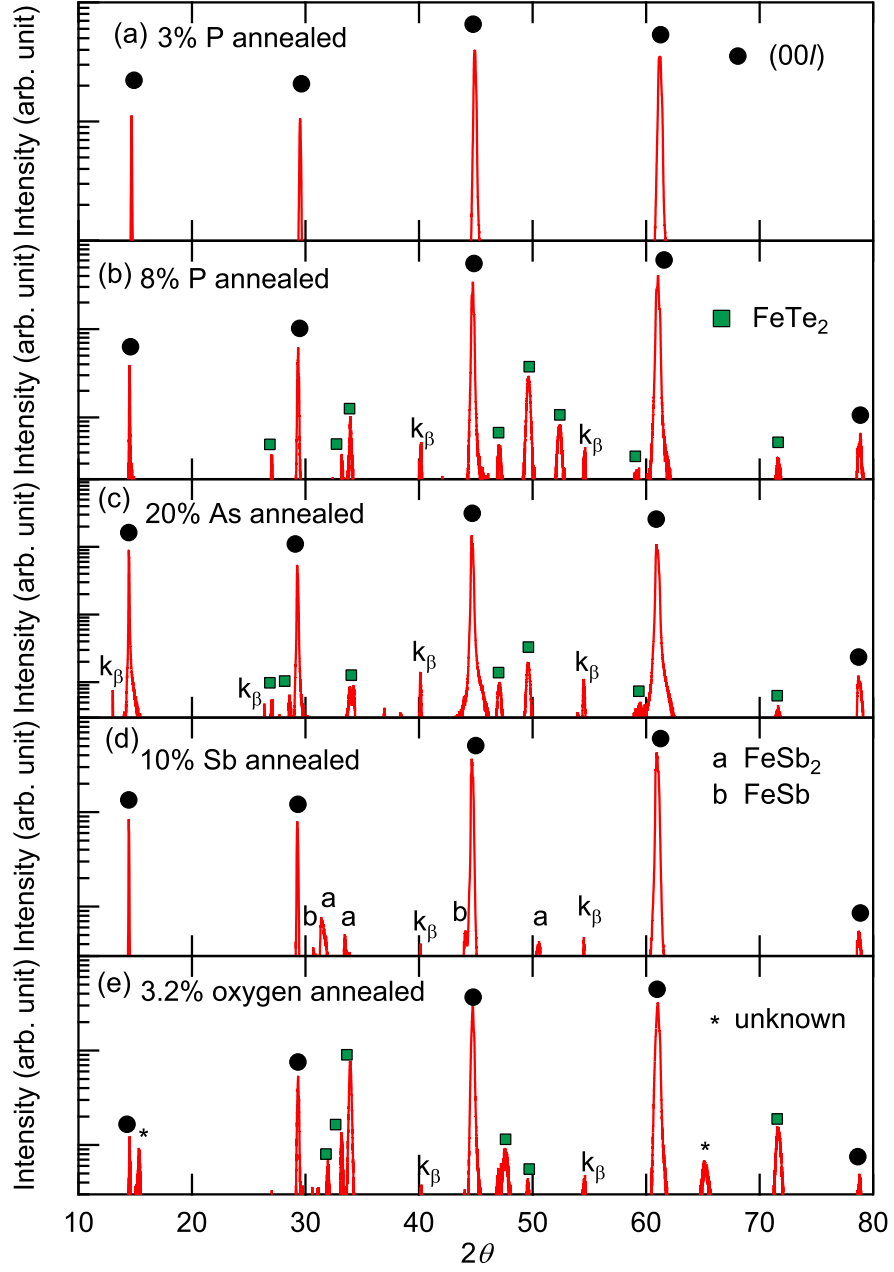 (a) 3% P annealed
(00l)
Intensity (arb. unit)
(b) 8% P annealed
FeTe₂
kᵦ
kᵦ
Intensity (arb. unit)
(c) 20% As annealed
kᵦ
kᵦ
kᵦ
kᵦ
Intensity (arb. unit)
(d) 10% Sb annealed
a FeSb₂
b FeSb
b
a
a
kᵦ
b
a
kᵦ
Intensity (arb. unit)
(e) 3.2% oxygen annealed
* unknown
*
kᵦ
kᵦ
*
Intensity (arb. unit)
10 20 30 40 50 60 70 80
2θ